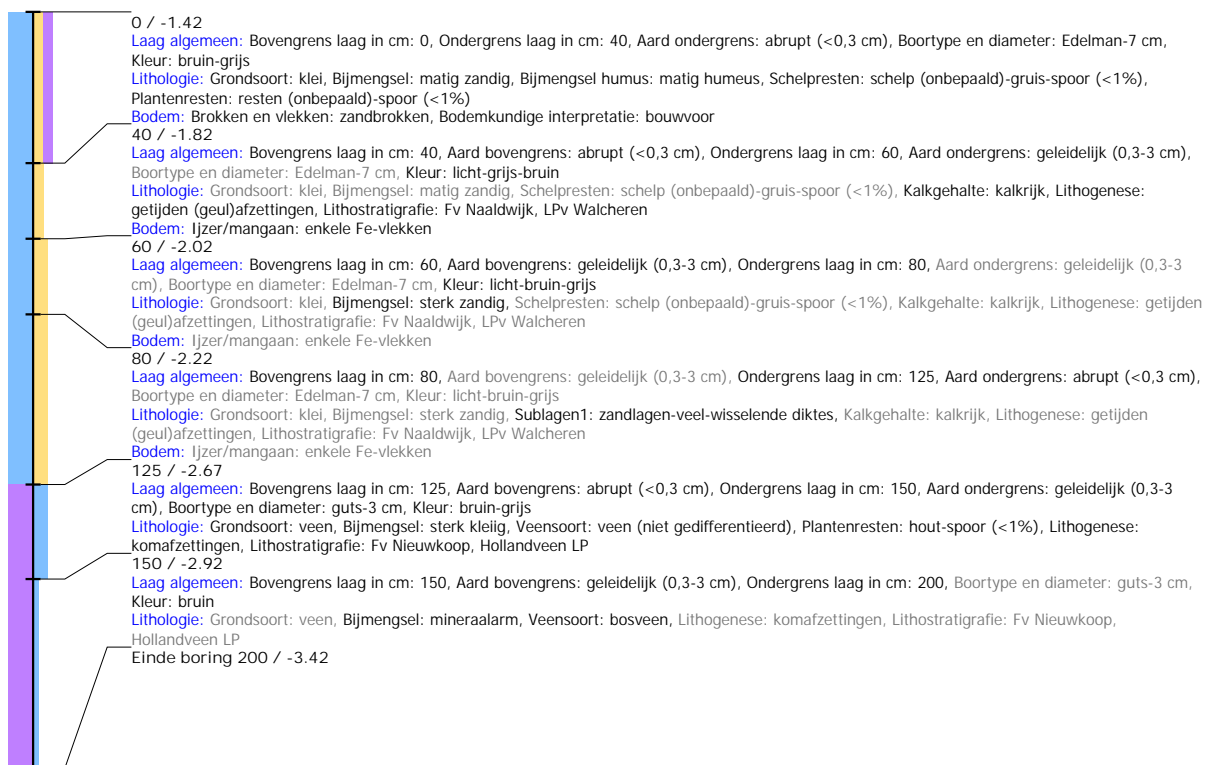 0 / -1.42
Laag algemeen: Bovengrens laag in cm: 0, Ondergrens laag in cm: 40, Aard ondergrens: abrupt (<0,3 cm), Boortype en diameter: Edelman-7 cm,
Kleur: bruin-grijs
Lithologie: Grondsoort: klei, Bijmengsel: matig zandig, Bijmengsel humus: matig humeus, Schelpresten: schelp (onbepaald)-gruis-spoor (<1%),
Plantenresten: resten (onbepaald)-spoor (<1%)
Bodem: Brokken en vlekken: zandbrokken, Bodemkundige interpretatie: bouwvoor
40 / -1.82
Laag algemeen: Bovengrens laag in cm: 40, Aard bovengrens: abrupt (<0,3 cm), Ondergrens laag in cm: 60, Aard ondergrens: geleidelijk (0,3-3 cm),
Boortype en diameter: Edelman-7 cm, Kleur: licht-grijs-bruin
Lithologie: Grondsoort: klei, Bijmengsel: matig zandig, Schelpresten: schelp (onbepaald)-gruis-spoor (<1%), Kalkgehalte: kalkrijk, Lithogenese:
getijden (geul)afzettingen, Lithostratigrafie: Fv Naaldwijk, LPv Walcheren
Bodem: Ijzer/mangaan: enkele Fe-vlekken
60 / -2.02
Laag algemeen: Bovengrens laag in cm: 60, Aard bovengrens: geleidelijk (0,3-3 cm), Ondergrens laag in cm: 80, Aard ondergrens: geleidelijk (0,3-3
cm), Boortype en diameter: Edelman-7 cm, Kleur: licht-bruin-grijs
Lithologie: Grondsoort: klei, Bijmengsel: sterk zandig, Schelpresten: schelp (onbepaald)-gruis-spoor (<1%), Kalkgehalte: kalkrijk, Lithogenese: getijden
(geul)afzettingen, Lithostratigrafie: Fv Naaldwijk, LPv Walcheren
Bodem: Ijzer/mangaan: enkele Fe-vlekken
80 / -2.22
Laag algemeen: Bovengrens laag in cm: 80, Aard bovengrens: geleidelijk (0,3-3 cm), Ondergrens laag in cm: 125, Aard ondergrens: abrupt (<0,3 cm),
Boortype en diameter: Edelman-7 cm, Kleur: licht-bruin-grijs
Lithologie: Grondsoort: klei, Bijmengsel: sterk zandig, Sublagen1: zandlagen-veel-wisselende diktes, Kalkgehalte: kalkrijk, Lithogenese: getijden
(geul)afzettingen, Lithostratigrafie: Fv Naaldwijk, LPv Walcheren
Bodem: Ijzer/mangaan: enkele Fe-vlekken
125 / -2.67
Laag algemeen: Bovengrens laag in cm: 125, Aard bovengrens: abrupt (<0,3 cm), Ondergrens laag in cm: 150, Aard ondergrens: geleidelijk (0,3-3
cm), Boortype en diameter: guts-3 cm, Kleur: bruin-grijs
Lithologie: Grondsoort: veen, Bijmengsel: sterk kleiig, Veensoort: veen (niet gedifferentieerd), Plantenresten: hout-spoor (<1%), Lithogenese:
komafzettingen, Lithostratigrafie: Fv Nieuwkoop, Hollandveen LP
150 / -2.92
Laag algemeen: Bovengrens laag in cm: 150, Aard bovengrens: geleidelijk (0,3-3 cm), Ondergrens laag in cm: 200, Boortype en diameter: guts-3 cm,
Kleur: bruin
Lithologie: Grondsoort: veen, Bijmengsel: mineraalarm, Veensoort: bosveen, Lithogenese: komafzettingen, Lithostratigrafie: Fv Nieuwkoop,
Hollandveen LP
Einde boring 200 / -3.42